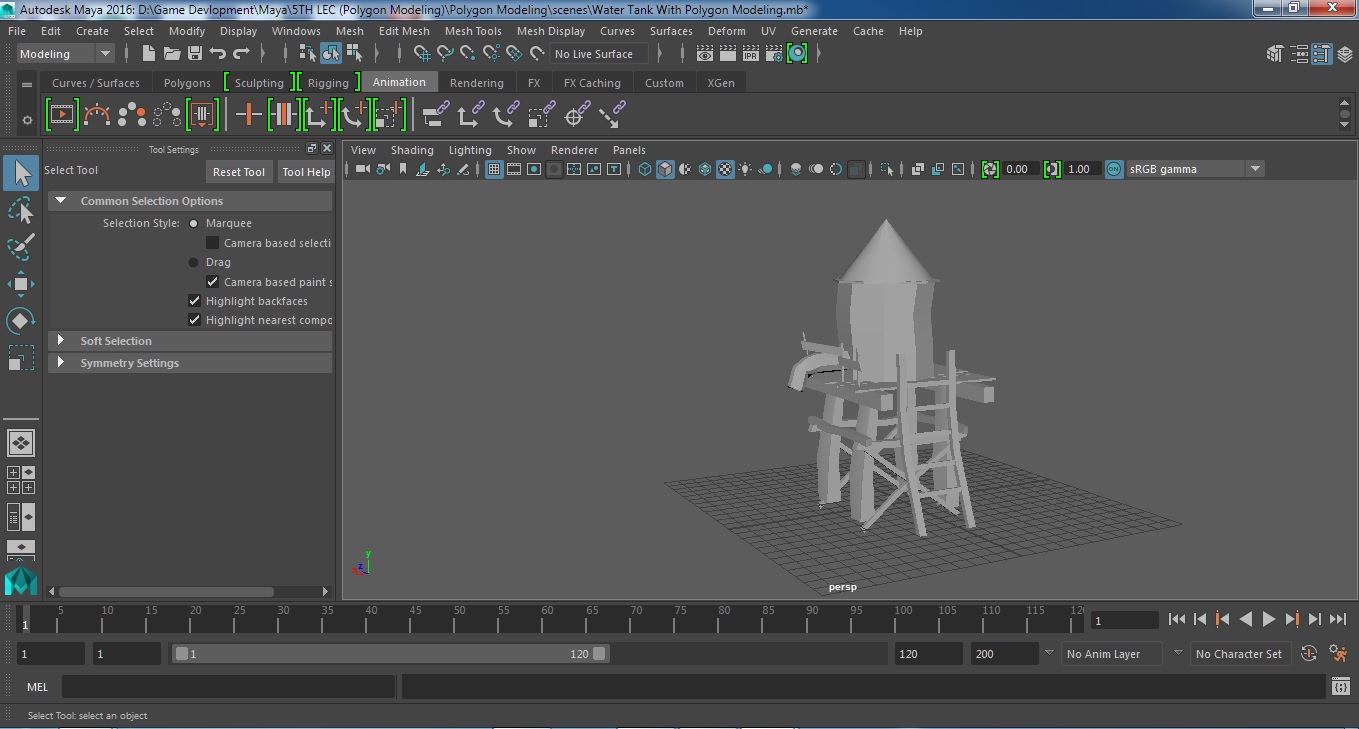 Autodesk Maya 2016: D:\Game Devlopment\Maya\5TH LEC (Polygon Modeling)\Polygon Modeling\scenes\Water Tank With Polygon Modeling.mb*
File Edit Create Select Modify Display Windows Mesh Edit Mesh Mesh Tools Mesh Display Curves Surfaces Deform UV Generate Cache Help
Modeling No Live Surface IPR
Curves / Surfaces Polygons Sculpting Rigging Animation Rendering FX FX Caching Custom XGen
Tool Settings
View Shading Lighting Show Renderer Panels
Select Tool Reset Tool Tool Help
0.00 1.00 ON sRGB gamma
Common Selection Options
Selection Style: Marquee
Camera based selecti
Drag
Camera based paint s
Highlight backfaces
Highlight nearest compo
Soft Selection
Symmetry Settings
y
z
x
persp
5 10 15 20 25 30 35 40 45 50 55 60 65 70 75 80 85 90 95 100 105 110 115 12
1 1
1 1 1 120 120 200 No Anim Layer No Character Set
MEL
Select Tool: select an object